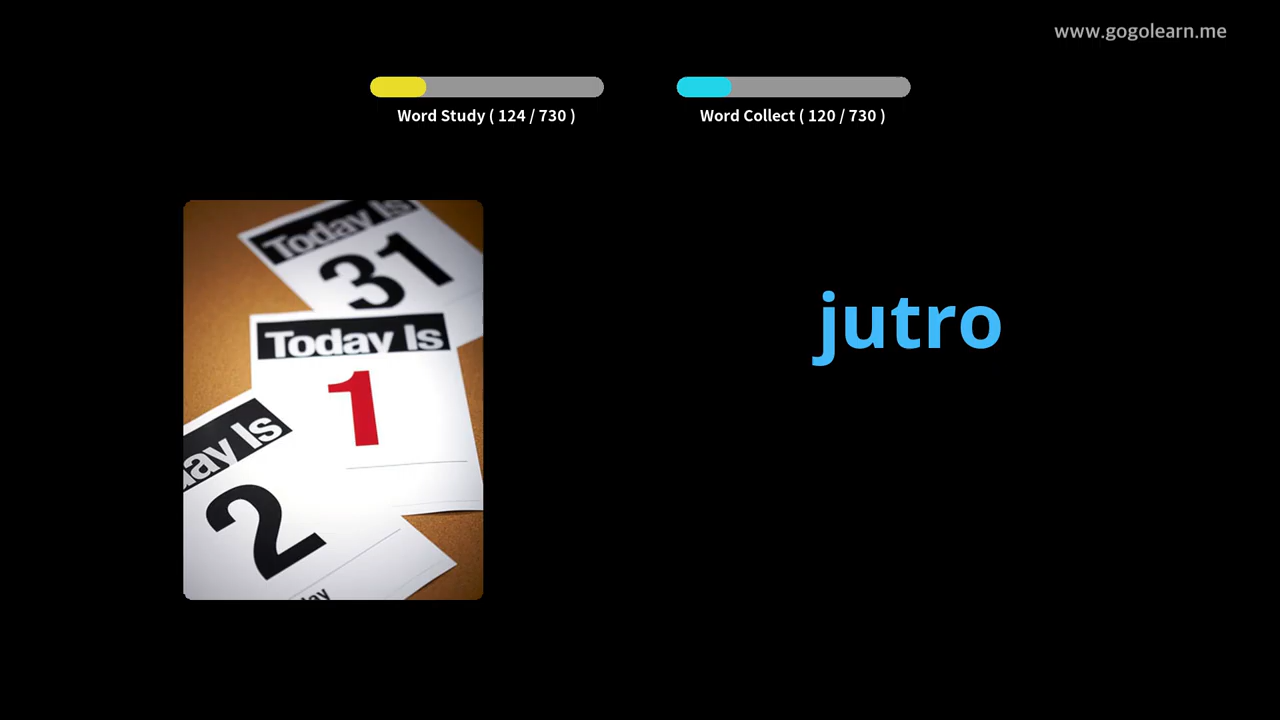 www.gogolearn.me
Word Study ( 124 / 730 )
Word Collect ( 120 / 730 )
Today Is
31
Today Is
1
ay Is
2
ay
jutro